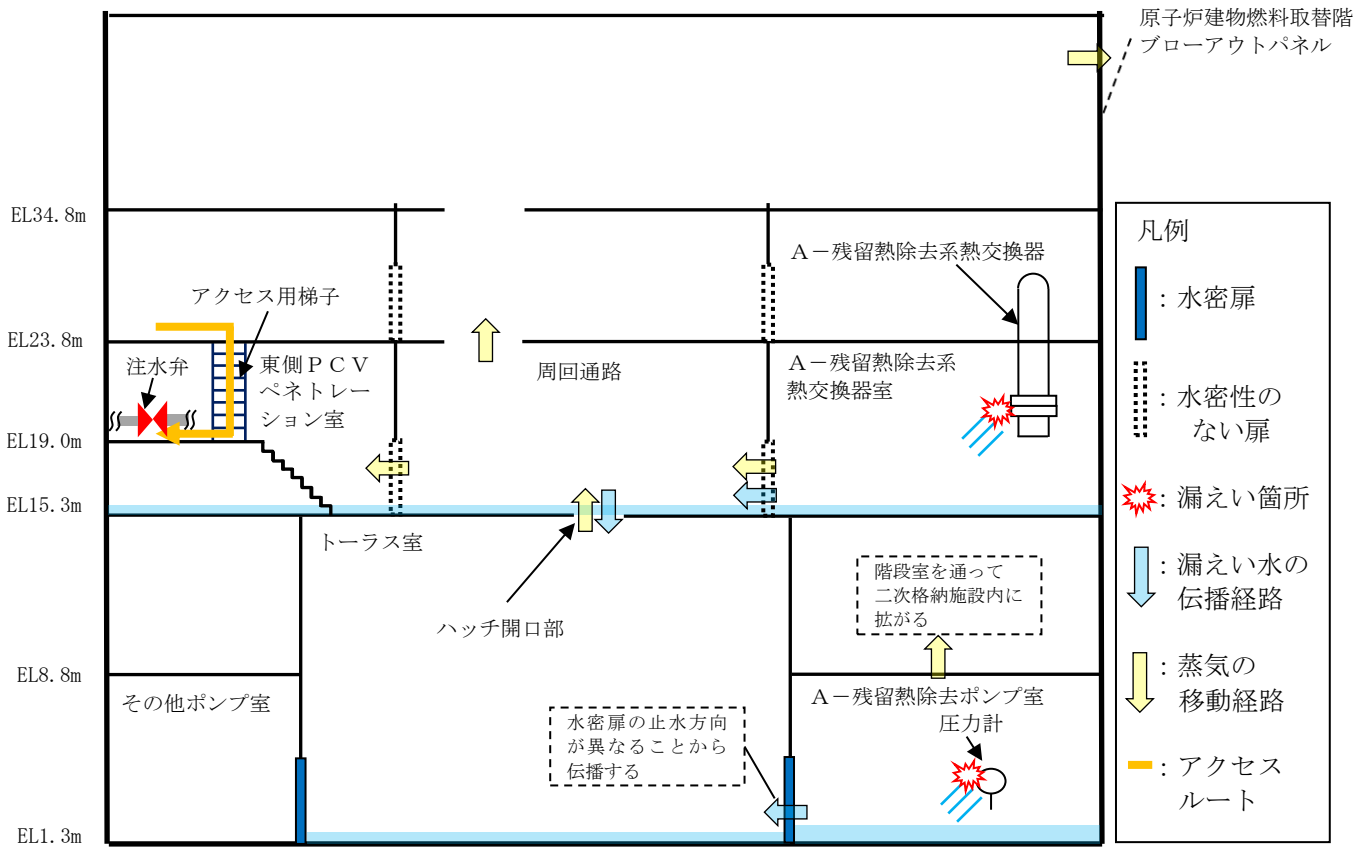 原子炉建物燃料取替階
ブローアウトパネル
EL34.8m
A－残留熱除去系熱交換器
アクセス用梯子
EL23.8m
注水弁
東側PCV
ペネトレー
ション室
周回通路
A－残留熱除去系
熱交換器室
EL19.0m
EL15.3m
トーラス室
階段室を通って
二次格納施設内に
拡がる
ハッチ開口部
EL8.8m
その他ポンプ室
A－残留熱除去ポンプ室
圧力計
水密扉の止水方向
が異なることから
伝播する
EL1.3m
凡例
：水密扉
：水密性の
ない扉
：漏えい箇所
：漏えい水の
伝播経路
：蒸気の
移動経路
：アクセス
ルート